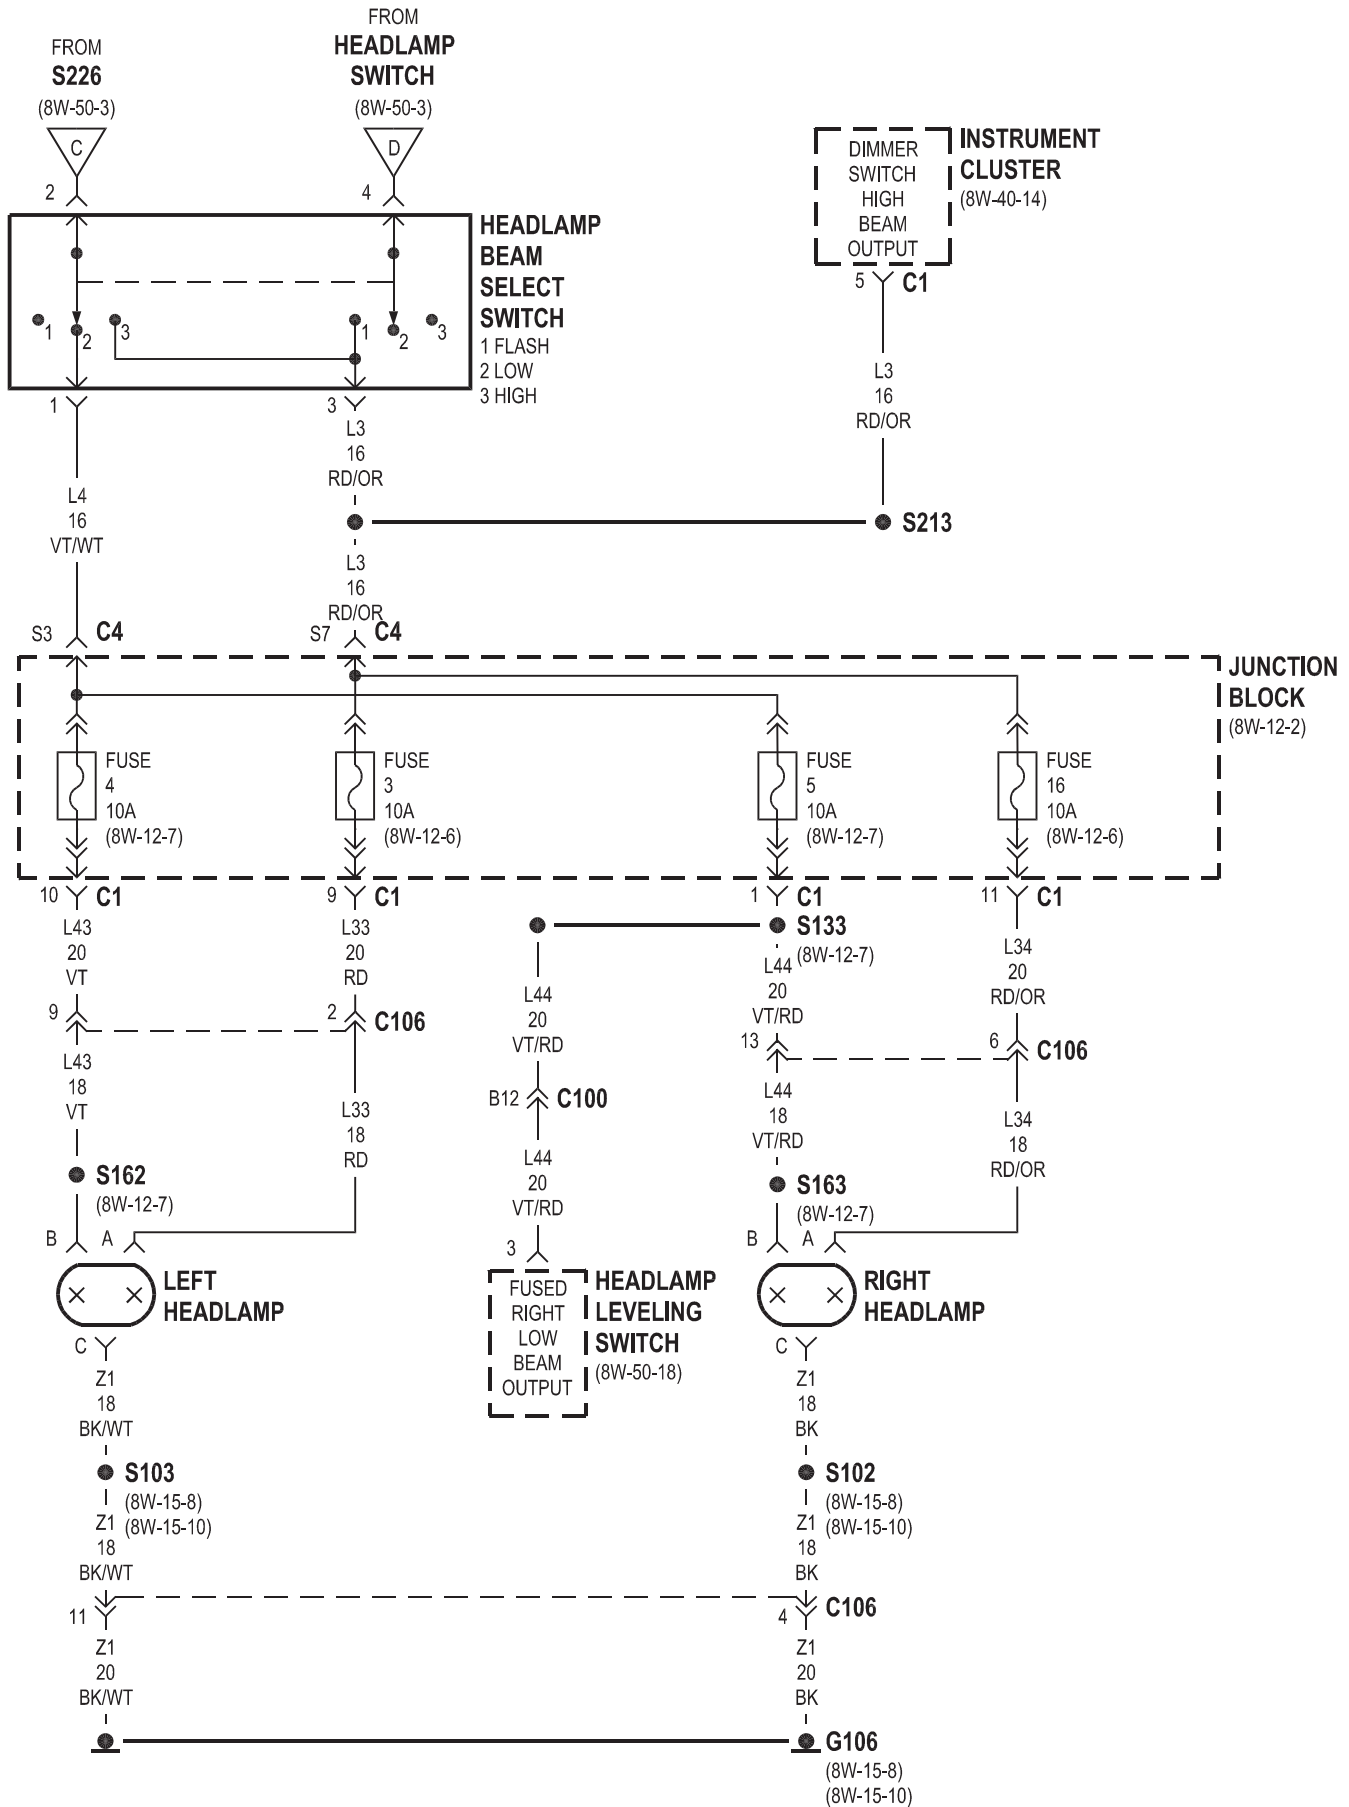 FROM
S226
(8W-50-3)
C
2
FROM
HEADLAMP
SWITCH
(8W-50-3)
D
4
DIMMER
SWITCH
HIGH
BEAM
OUTPUT
INSTRUMENT
CLUSTER
(8W-40-14)
5 C1
HEADLAMP
BEAM
SELECT
SWITCH
1 FLASH
2 LOW
3 HIGH
1 2 3 1 2 3
1
3
L3
16
RD/OR
L3
16
RD/OR
L4
16
VT/WT
S213
L3
16
RD/OR
S3 C4
S7 C4
JUNCTION
BLOCK
(8W-12-2)
FUSE
4
10A
(8W-12-7)
FUSE
3
10A
(8W-12-6)
FUSE
5
10A
(8W-12-7)
FUSE
16
10A
(8W-12-6)
10 C1
9 C1
1 C1
11 C1
L43
20
VT
L33
20
RD
S133
(8W-12-7)
L44
20
VT/RD
L34
20
RD/OR
L44
20
VT/RD
9
2 C106
13
6 C106
L43
18
VT
L33
18
RD
B12 C100
L44
18
VT/RD
L34
18
RD/OR
L44
20
VT/RD
S162
(8W-12-7)
S163
(8W-12-7)
B A
3
B A
LEFT
HEADLAMP
FUSED
RIGHT
LOW
BEAM
OUTPUT
HEADLAMP
LEVELING
SWITCH
(8W-50-18)
RIGHT
HEADLAMP
C
Z1
18
BK/WT
C
Z1
18
BK
S103
(8W-15-8)
(8W-15-10)
S102
(8W-15-8)
(8W-15-10)
Z1
18
BK/WT
Z1
18
BK
11
4 C106
Z1
20
BK/WT
Z1
20
BK
G106
(8W-15-8)
(8W-15-10)